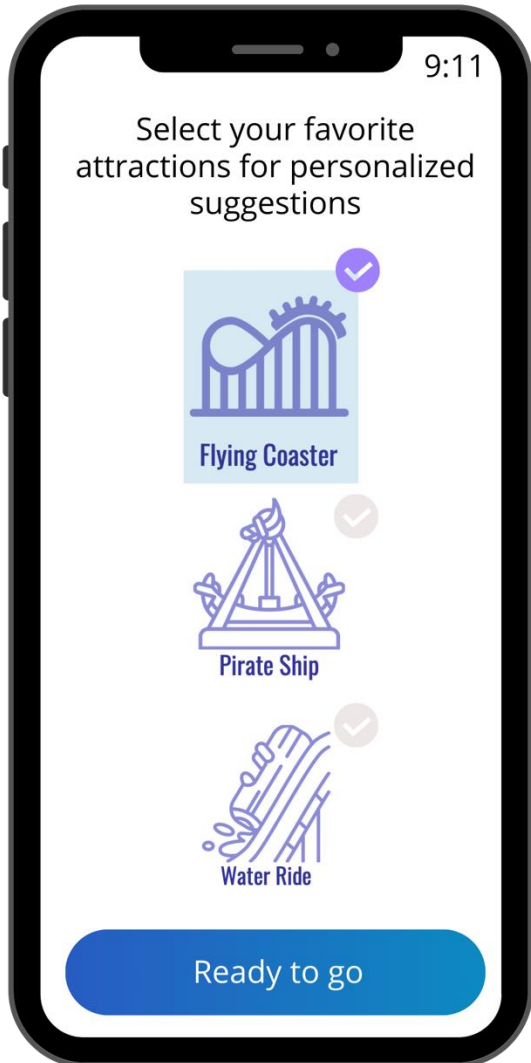 9:11
Select your favorite
attractions for personalized
suggestions
Flying Coaster
Pirate Ship
Water Ride
Ready to go